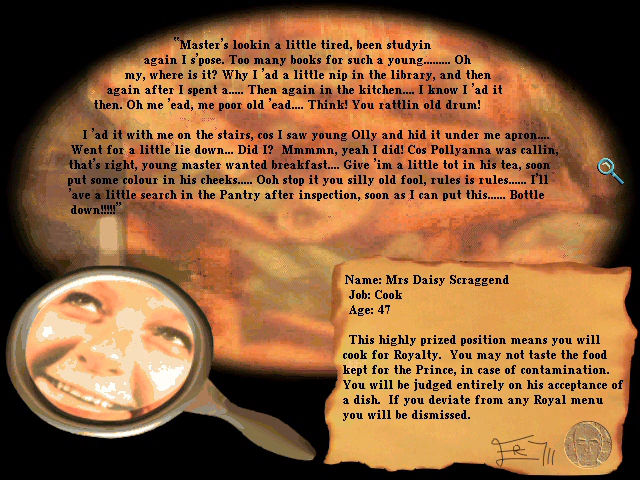 "Master's lookin a little tired, been studyin
again I s'pose. Too many books for such a young......... Oh
my, where is it? Why I 'ad a little nip in the library, and then
again after I spent a..... Then again in the kitchen.... I know I 'ad it
then. Oh me 'ead, me poor old 'ead.... Think! You rattlin old drum!
I 'ad it with me on the stairs, cos I saw young Olly and hid it under me apron....
Went for a little lie down... Did I? Mmmmn, yeah I did! Cos Pollyanna was callin,
that's right, young master wanted breakfast.... Give 'im a little tot in his tea, soon
put some colour in his cheeks..... Ooh stop it you silly old fool, rules is rules...... I'll
'ave a little search in the Pantry after inspection, soon as I can put this...... Bottle
down!!!!!"
Name: Mrs Daisy Scraggend
Job: Cook
Age: 47
This highly prized position means you will
cook for Royalty. You may not taste the food
kept for the Prince, in case of contamination.
You will be judged entirely on his acceptance of
a dish. If you deviate from any Royal menu
you will be dismissed.